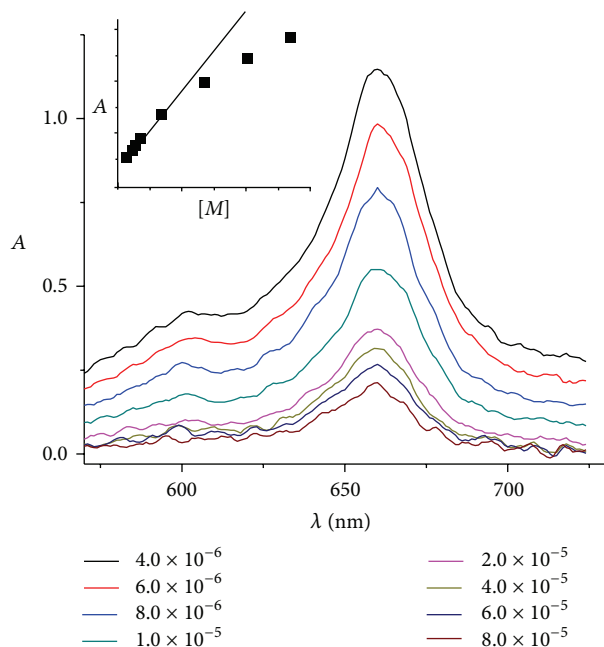 A
[M]
1.0
0.5
0.0
A
600
650
700
λ (nm)
4.0 × 10⁻⁶
6.0 × 10⁻⁶
8.0 × 10⁻⁶
1.0 × 10⁻⁵
2.0 × 10⁻⁵
4.0 × 10⁻⁵
6.0 × 10⁻⁵
8.0 × 10⁻⁵